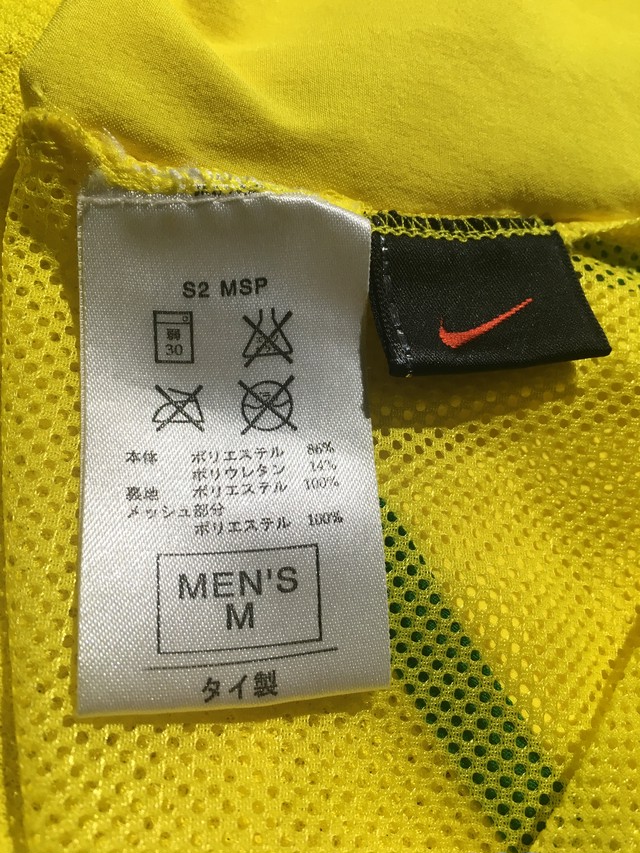 S2 MSP
弱
30
本体 ポリエステル 86%
ポリウレタン 14%
裏地 ポリエステル 100%
メッシュ部分
ポリエステル 100%
MEN'S
M
タイ製